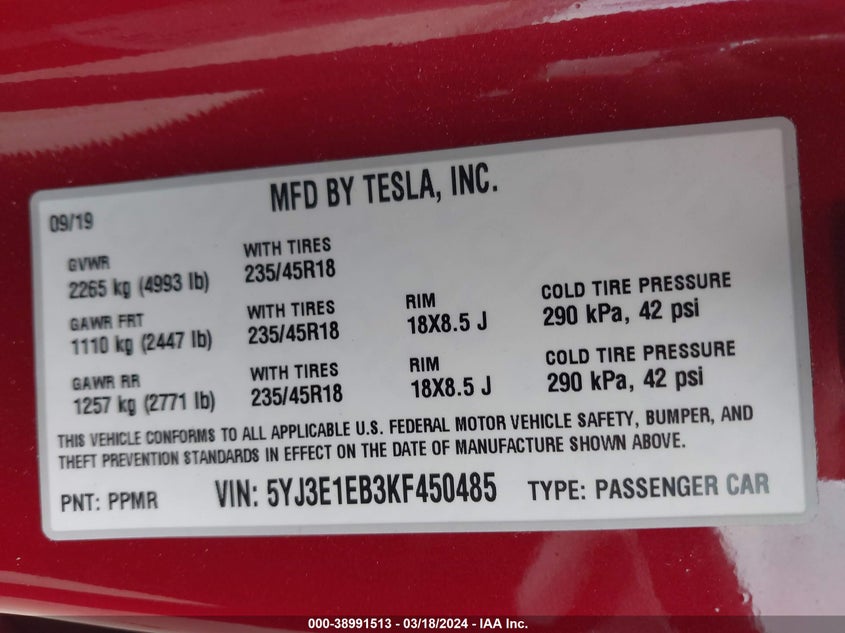 MFD BY TESLA, INC.
09/19
GVWR
2265 kg (4993 lb)
WITH TIRES
235/45R18
GAWR FRT
1110 kg (2447 lb)
WITH TIRES
235/45R18
RIM
18X8.5 J
COLD TIRE PRESSURE
290 kPa, 42 psi
GAWR RR
1257 kg (2771 lb)
WITH TIRES
235/45R18
RIM
18X8.5 J
COLD TIRE PRESSURE
290 kPa, 42 psi
THIS VEHICLE CONFORMS TO ALL APPLICABLE U.S. FEDERAL MOTOR VEHICLE SAFETY, BUMPER, AND
THEFT PREVENTION STANDARDS IN EFFECT ON THE DATE OF MANUFACTURE SHOWN ABOVE.
PNT: PPMR VIN: 5YJ3E1EB3KF450485 TYPE: PASSENGER CAR
000-38991513 - 03/18/2024 - IAA Inc.